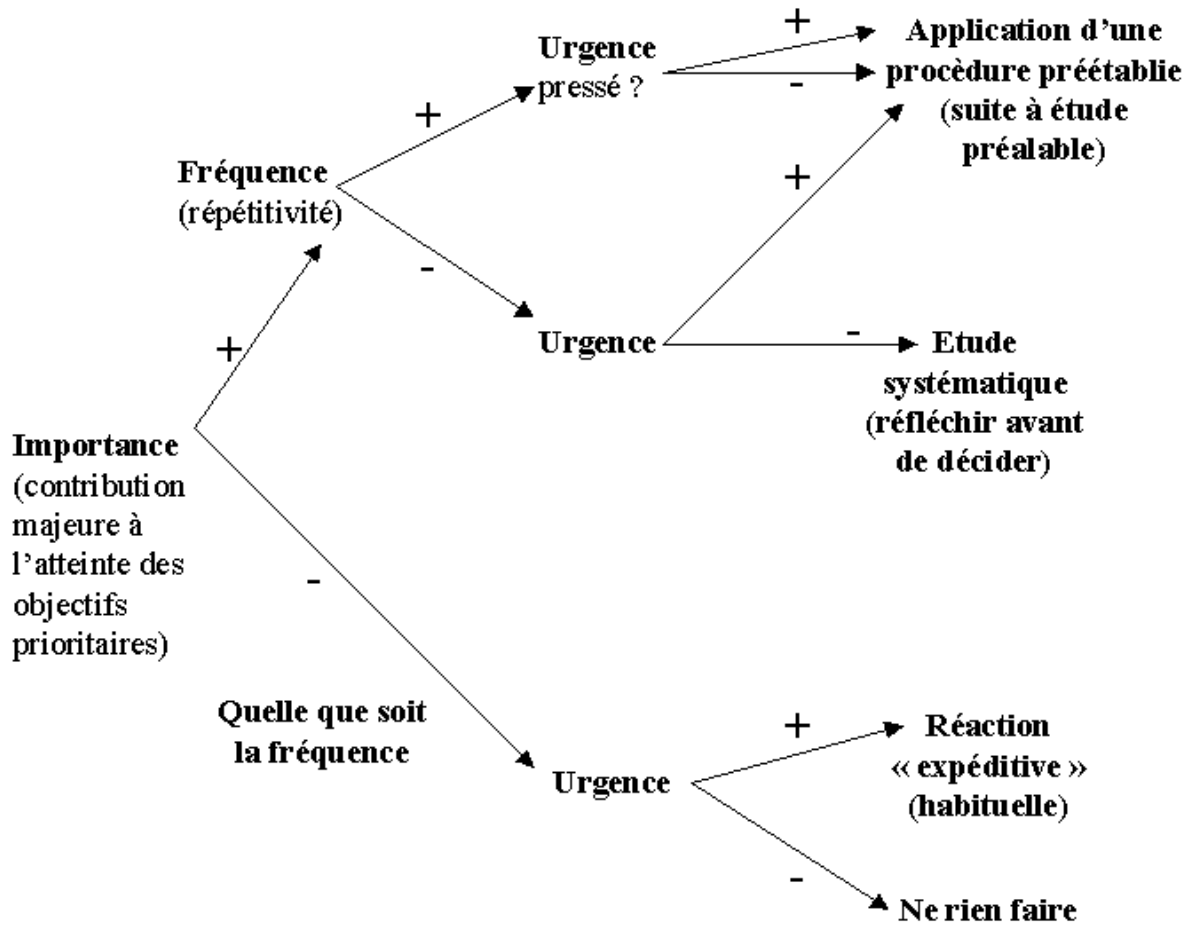 +
Application d’une
Urgence
procèdure préétablie
pressé ?
-
(suite à étude
préalable)
+
+
Fréquence
(répétitivité)
-
Urgence
-
Etude
systématique
(réfléchir avant
de décider)
+
Importance
(contribution
majeure à
l’atteinte des
objectifs
prioritaires)
-
Quelle que soit
la fréquence
Urgence
+
Réaction
« expéditive »
(habituelle)
-
Ne rien faire